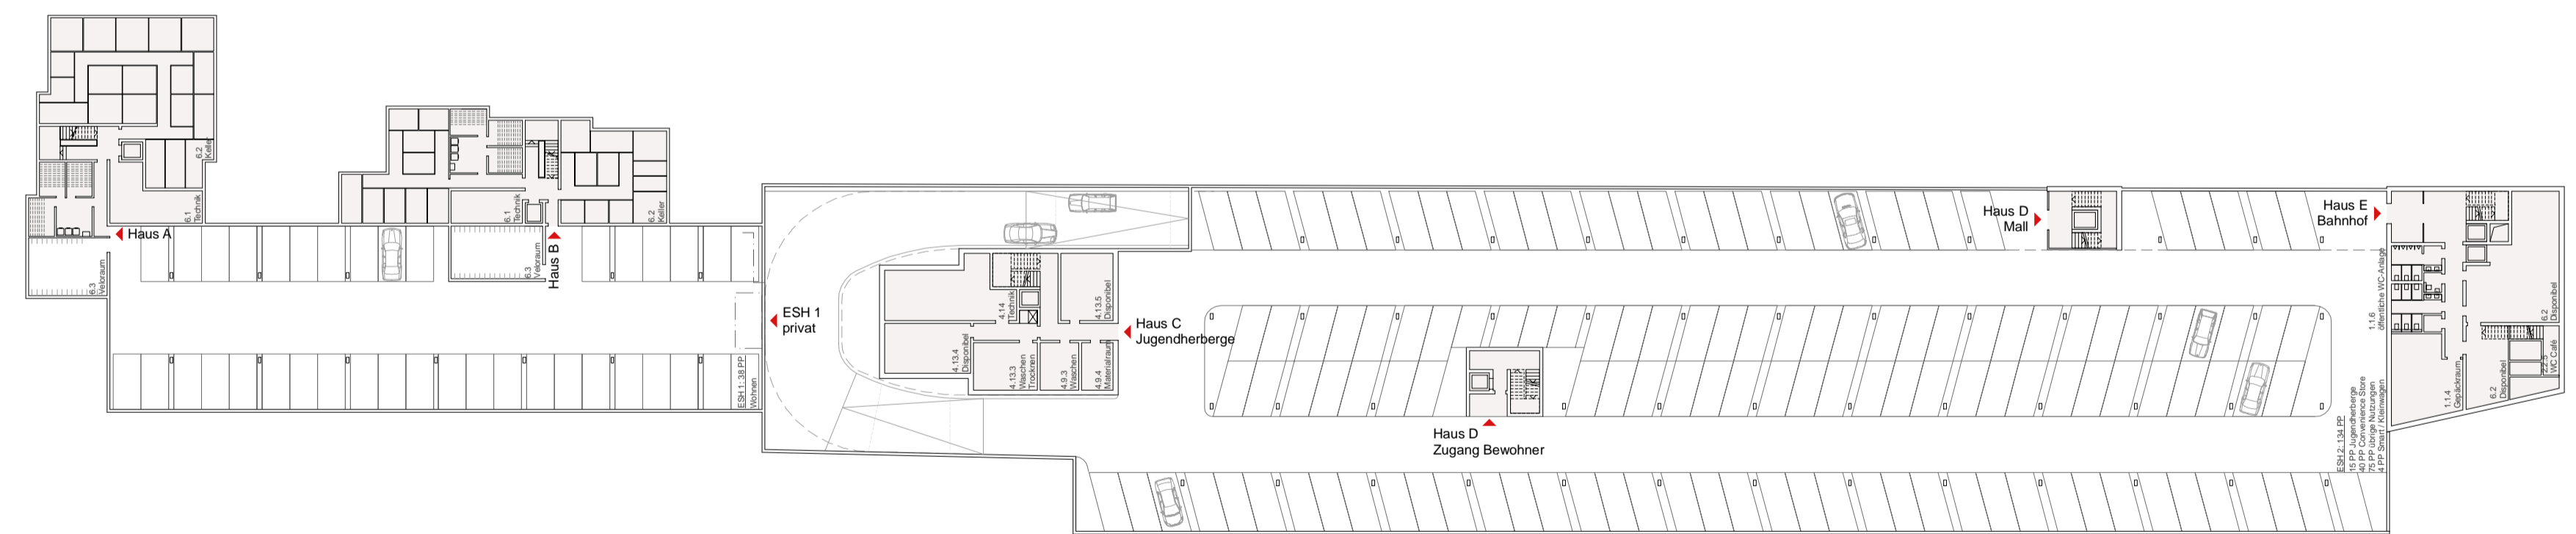 6.2
Keller
6.1
Technik
6.3
Veloraum
Haus A
6.1
Technik
6.2
Keller
6.3
Veloraum
Haus B
ESH 1: 38 PP
Wohnen
ESH 1
privat
4.14
Technik
4.13.5
Disponibel
4.13.4
Disponibel
4.13.3
Waschen
Trocknen
4.9.3
Waschen
4.9.4
Materialraum
Haus C
Jugendherberge
Haus D
Zugang Bewohner
Haus D
Mall
Haus E
Bahnhof
1.1.6
öffentliche WC-Anlage
ESH 2: 134 PP
15 PP Jugendherberge
40 PP Convenience Store
75 PP übrige Nutzungen
4 PP Smart / Kleinwagen
1.1.4
Gepäckraum
6.2
Disponibel
6.2
Disponibel
2.2.5
WC Café